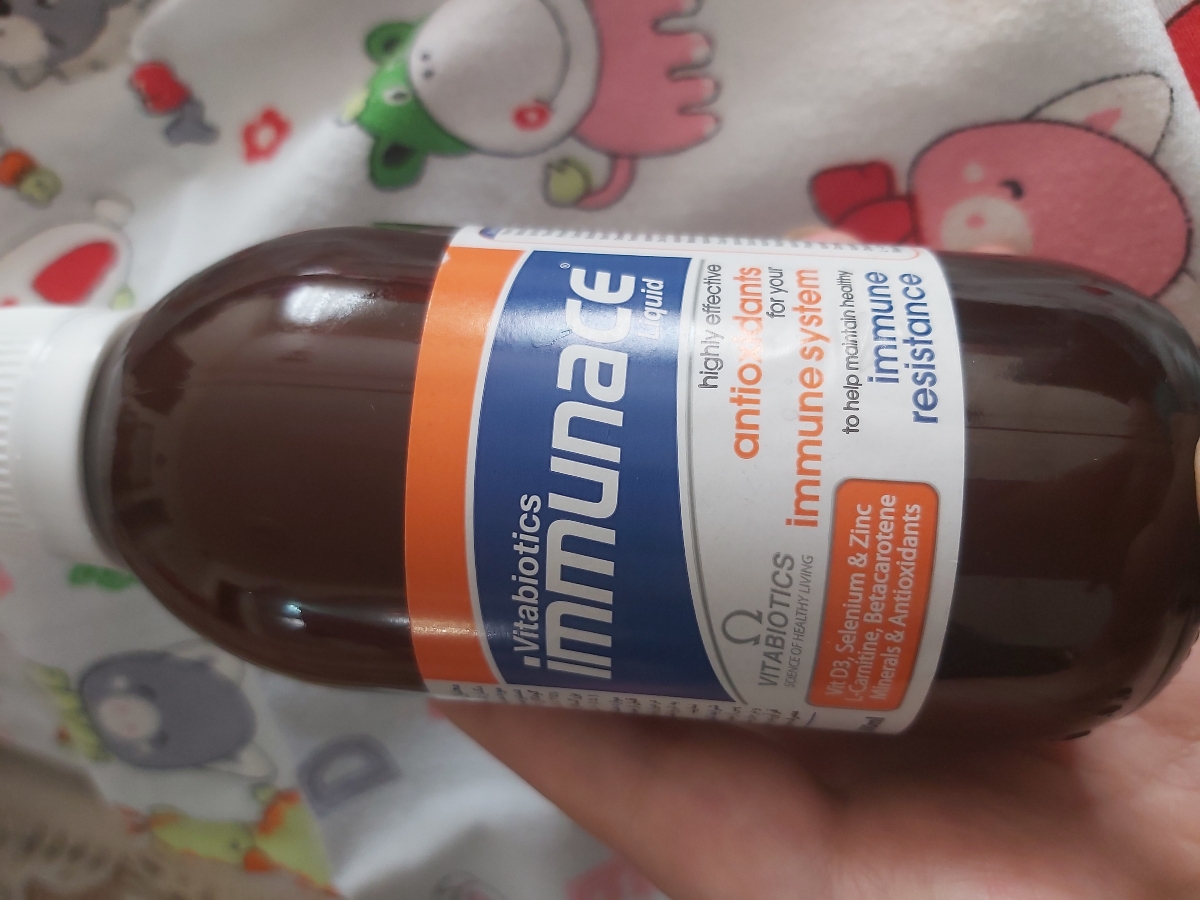 Vitabiotics
immunace®
Liquid
highly effective
antioxidants
for your
immune system
to help maintain healthy
immune
resistance
VITABIOTICS
SCIENCE OF HEALTHY LIVING
Vit D3, Selenium & Zinc
L-Carnitine, Betacarotene
Minerals & Antioxidants
D